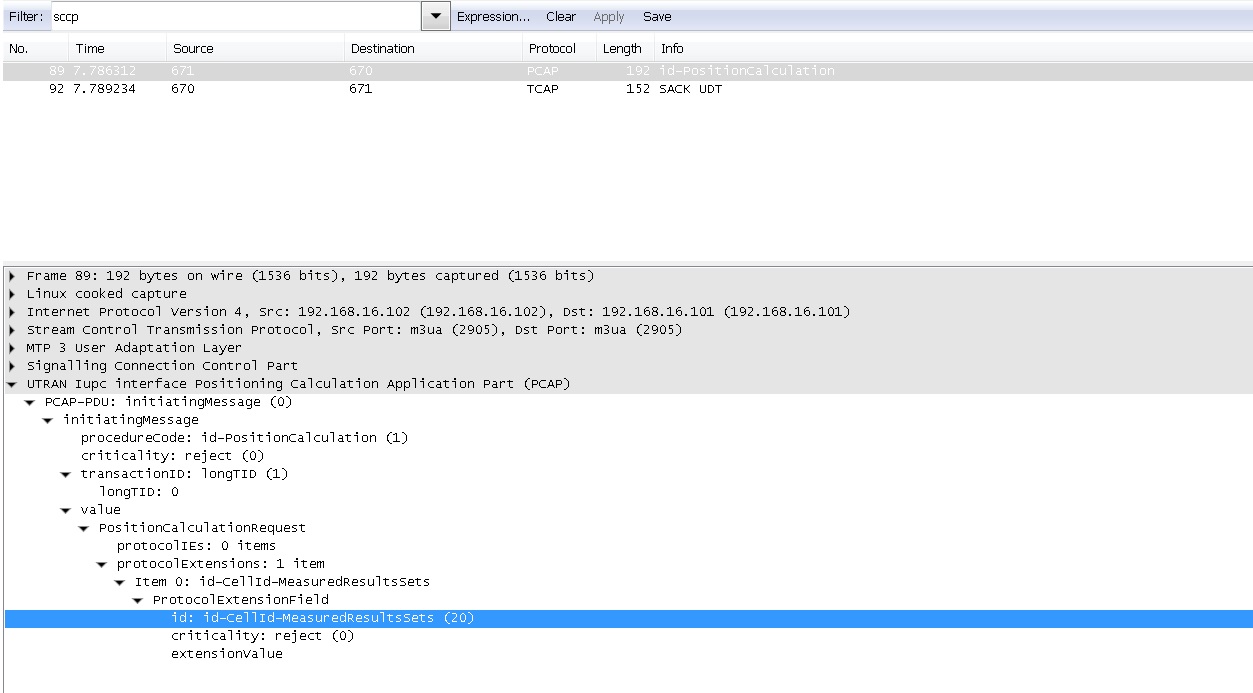 Filter: sccp Expression... Clear Apply Save
No. Time Source Destination Protocol Length Info
89 7.786312 671 670 PCAP 192 id-PositionCalculation
92 7.789234 670 671 TCAP 152 SACK UDT
Frame 89: 192 bytes on wire (1536 bits), 192 bytes captured (1536 bits)
Linux cooked capture
Internet Protocol Version 4, Src: 192.168.16.102 (192.168.16.102), Dst: 192.168.16.101 (192.168.16.101)
Stream Control Transmission Protocol, Src Port: m3ua (2905), Dst Port: m3ua (2905)
MTP 3 User Adaptation Layer
Signalling Connection Control Part
UTRAN Iupc interface Positioning Calculation Application Part (PCAP)
PCAP-PDU: initiatingMessage (0)
initiatingMessage
procedureCode: id-PositionCalculation (1)
criticality: reject (0)
transactionID: longTID (1)
longTID: 0
value
PositionCalculationRequest
protocolIEs: 0 items
protocolExtensions: 1 item
Item 0: id-CellId-MeasuredResultsSets
ProtocolExtensionField
id: id-CellId-MeasuredResultsSets (20)
criticality: reject (0)
extensionValue